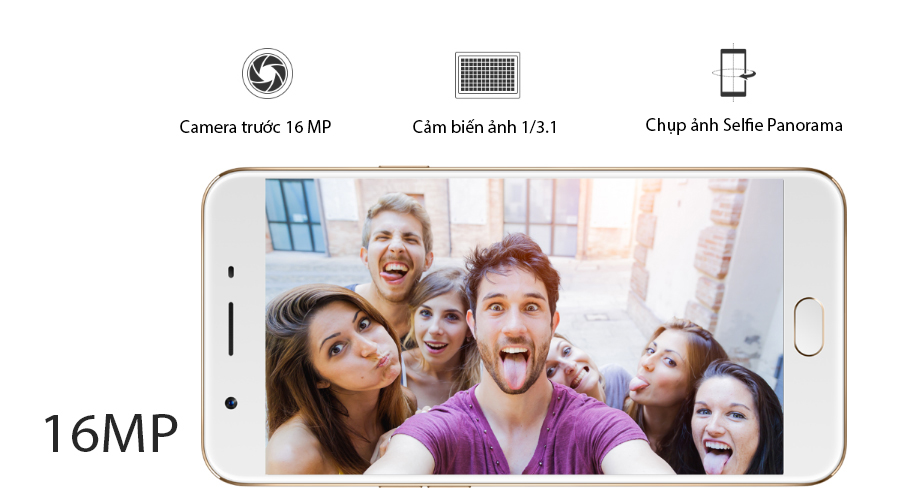 Camera trước 16 MP
Cảm biến ảnh 1/3.1
Chụp ảnh Selfie Panorama
16MP